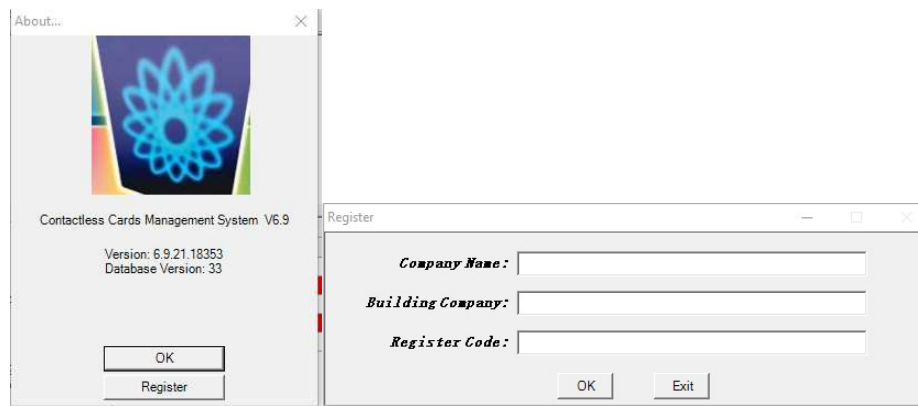 About...
Contactless Cards Management System V6.9
Version: 6.9.21.18353
Database Version: 33
OK
Register
Register
Company Name:
Building Company:
Register Code:
OK Exit